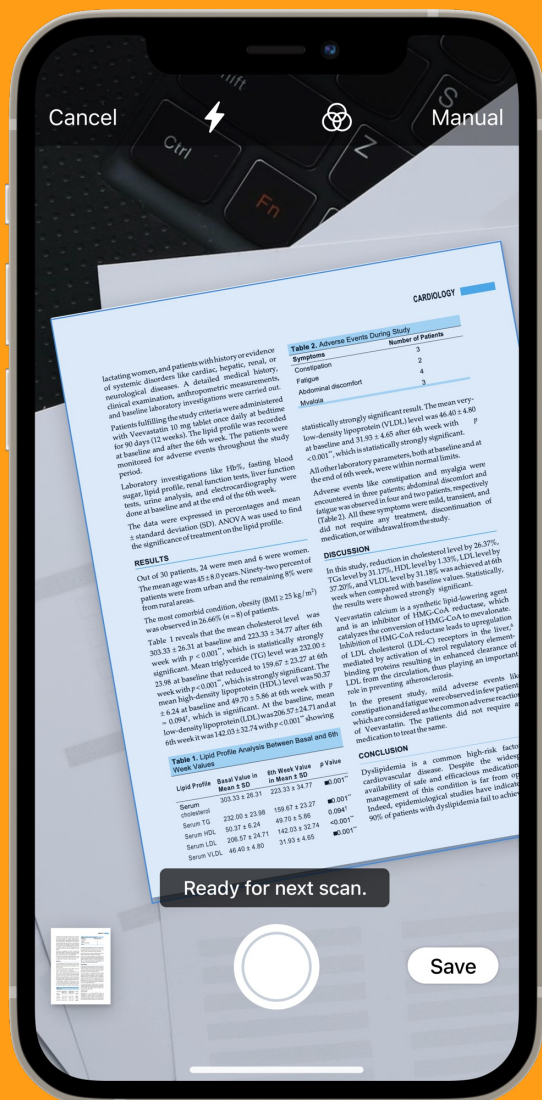 Cancel
Manual
Shift
S
Ctrl
Z
Fn
CARDIOLOGY
lactating women, and patients with history or evidence
of systemic disorders like cardiac, hepatic, renal, or
neurological diseases. A detailed medical history,
clinical examination, anthropometric measurements,
and baseline laboratory investigations were carried out.
Patients fulfilling the study criteria were administered
with Veevastatin 10 mg tablet once daily at bedtime
for 90 days (12 weeks). The lipid profile was recorded
at baseline and after the 6th week. The patients were
monitored for adverse events throughout the study
period.
Laboratory investigations like Hb%, fasting blood
sugar, lipid profile, renal function tests, liver function
tests, urine analysis, and electrocardiography were
done at baseline and at the end of the 6th week.
The data were expressed in percentages and mean
± standard deviation (SD). ANOVA was used to find
the significance of treatment on the lipid profile.
RESULTS
Out of 30 patients, 24 were men and 6 were women.
The mean age was 45 ± 8.0 years. Ninety-two percent of
patients were from urban and the remaining 8% were
from rural areas.
The most comorbid condition, obesity (BMI ≥ 25 kg/m²)
was observed in 26.66% (n = 8) of patients.
Table 1 reveals that the mean cholesterol level was
303.33 ± 26.31 at baseline and 223.33 ± 34.77 after 6th
week with p < 0.001**, which is statistically strongly
significant. Mean triglyceride (TG) level was 232.00 ±
23.98 at baseline that reduced to 159.67 ± 23.27 at 6th
week with p < 0.001**, which is strongly significant. The
mean high-density lipoprotein (HDL) level was 50.37
± 6.24 at baseline and 49.70 ± 5.86 at 6th week with p
= 0.094†, which is significant. At the baseline, mean
low-density lipoprotein (LDL) was 206.57 ± 24.71 and at
6th week it was 142.03 ± 32.74 with p < 0.001** showing
Table 1. Lipid Profile Analysis Between Basal and 6th
Week Values
Lipid Profile Basal Value in Mean ± SD 6th Week Value in Mean ± SD p Value
Serum cholesterol 303.33 ± 26.31 223.33 ± 34.77 ■0.001**
Serum TG 232.00 ± 23.98 159.67 ± 23.27 ■0.001**
Serum HDL 50.37 ± 6.24 49.70 ± 5.86 0.094†
Serum LDL 206.57 ± 24.71 142.03 ± 32.74 <0.001**
Serum VLDL 46.40 ± 4.80 31.93 ± 4.65 ■0.001**
Table 2. Adverse Events During Study
Symptoms Number of Patients
Constipation 3
Fatigue 2
Abdominal discomfort 4
Myalgia 3
statistically strongly significant result. The mean very-
low-density lipoprotein (VLDL) level was 46.40 ± 4.80
at baseline and 31.93 ± 4.65 after 6th week with p
< 0.001**, which is statistically strongly significant.
All other laboratory parameters, both at baseline and at
the end of 6th week, were within normal limits.
Adverse events like constipation and myalgia were
encountered in three patients; abdominal discomfort and
fatigue was observed in four and two patients, respectively
(Table 2). All these symptoms were mild, transient, and
did not require any treatment, discontinuation of
medication, or withdrawal from the study.
DISCUSSION
In this study, reduction in cholesterol level by 26.37%,
TG level by 31.17%, HDL level by 1.33%, LDL level by
37.20%, and VLDL level by 31.18% was achieved at 6th
week when compared with baseline values. Statistically,
the results were showed strongly significant.
Veevastatin calcium is a synthetic lipid-lowering agent
and is an inhibitor of HMG-CoA reductase, which
catalyzes the conversion of HMG-CoA to mevalonate.
Inhibition of HMG-CoA reductase leads to upregulation
of LDL cholesterol (LDL-C) receptors in the liver,
mediated by activation of sterol regulatory element-
binding proteins resulting in enhanced clearance of
LDL from the circulation, thus playing an important
role in preventing atherosclerosis.
In the present study, mild adverse events like
constipation and fatigue were observed in few patients
which are considered as the common adverse reaction
of Veevastatin. The patients did not require a
medication to treat the same.
CONCLUSION
Dyslipidemia is a common high-risk facto
cardiovascular disease. Despite the widesp
availability of safe and efficacious medication
management of this condition is far from op
Indeed, epidemiological studies have indicat
90% of patients with dyslipidemia fail to achiev
Ready for next scan.
Save